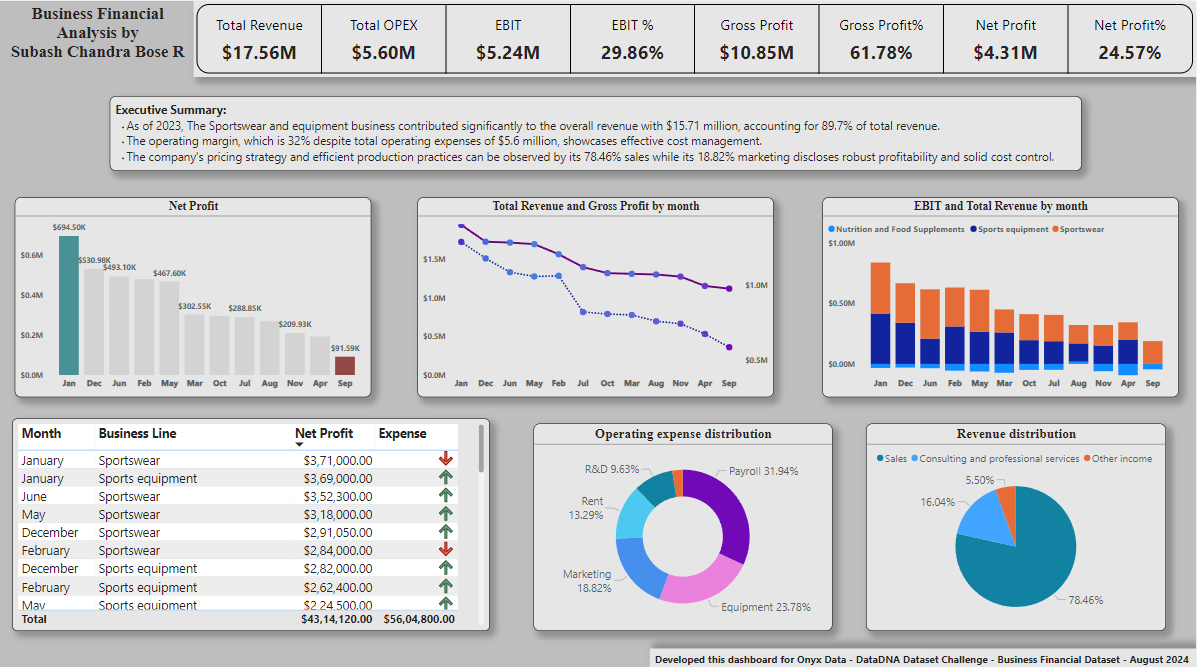 Business Financial
Analysis by
Subash Chandra Bose R
Total Revenue
$17.56M
Total OPEX
$5.60M
EBIT
$5.24M
EBIT %
29.86%
Gross Profit
$10.85M
Gross Profit%
61.78%
Net Profit
$4.31M
Net Profit%
24.57%
Executive Summary:
· As of 2023, The Sportswear and equipment business contributed significantly to the overall revenue with $15.71 million, accounting for 89.7% of total revenue.
· The operating margin, which is 32% despite total operating expenses of $5.6 million, showcases effective cost management.
· The company's pricing strategy and efficient production practices can be observed by its 78.46% sales while its 18.82% marketing discloses robust profitability and solid cost control.
Net Profit
$694.50K
$530.98K
$493.10K
$467.60K
$302.55K
$288.85K
$209.93K
$91.59K
$0.6M
$0.4M
$0.2M
$0.0M
Jan Dec Jun Feb May Mar Oct Jul Aug Nov Apr Sep
Total Revenue and Gross Profit by month
$1.5M
$1.0M
$0.5M
$0.0M
$1.0M
$0.5M
Jan Dec Jun May Feb Jul Oct Mar Aug Nov Apr Sep
EBIT and Total Revenue by month
Nutrition and Food Supplements Sports equipment Sportswear
$1.00M
$0.50M
$0.00M
Jan Dec Jun Feb May Mar Oct Jul Aug Nov Apr Sep
Month Business Line Net Profit Expense
January Sportswear $3,71,000.00
January Sports equipment $3,69,000.00
June Sportswear $3,52,300.00
May Sportswear $3,18,000.00
December Sportswear $2,91,050.00
February Sportswear $2,84,000.00
December Sports equipment $2,82,000.00
February Sports equipment $2,62,400.00
May Sports equipment $2,24,500.00
Total $43,14,120.00 $56,04,800.00
Operating expense distribution
R&D 9.63%
Payroll 31.94%
Rent
13.29%
Marketing
18.82%
Equipment 23.78%
Revenue distribution
Sales Consulting and professional services Other income
5.50%
16.04%
78.46%
Developed this dashboard for Onyx Data - DataDNA Dataset Challenge - Business Financial Dataset - August 2024